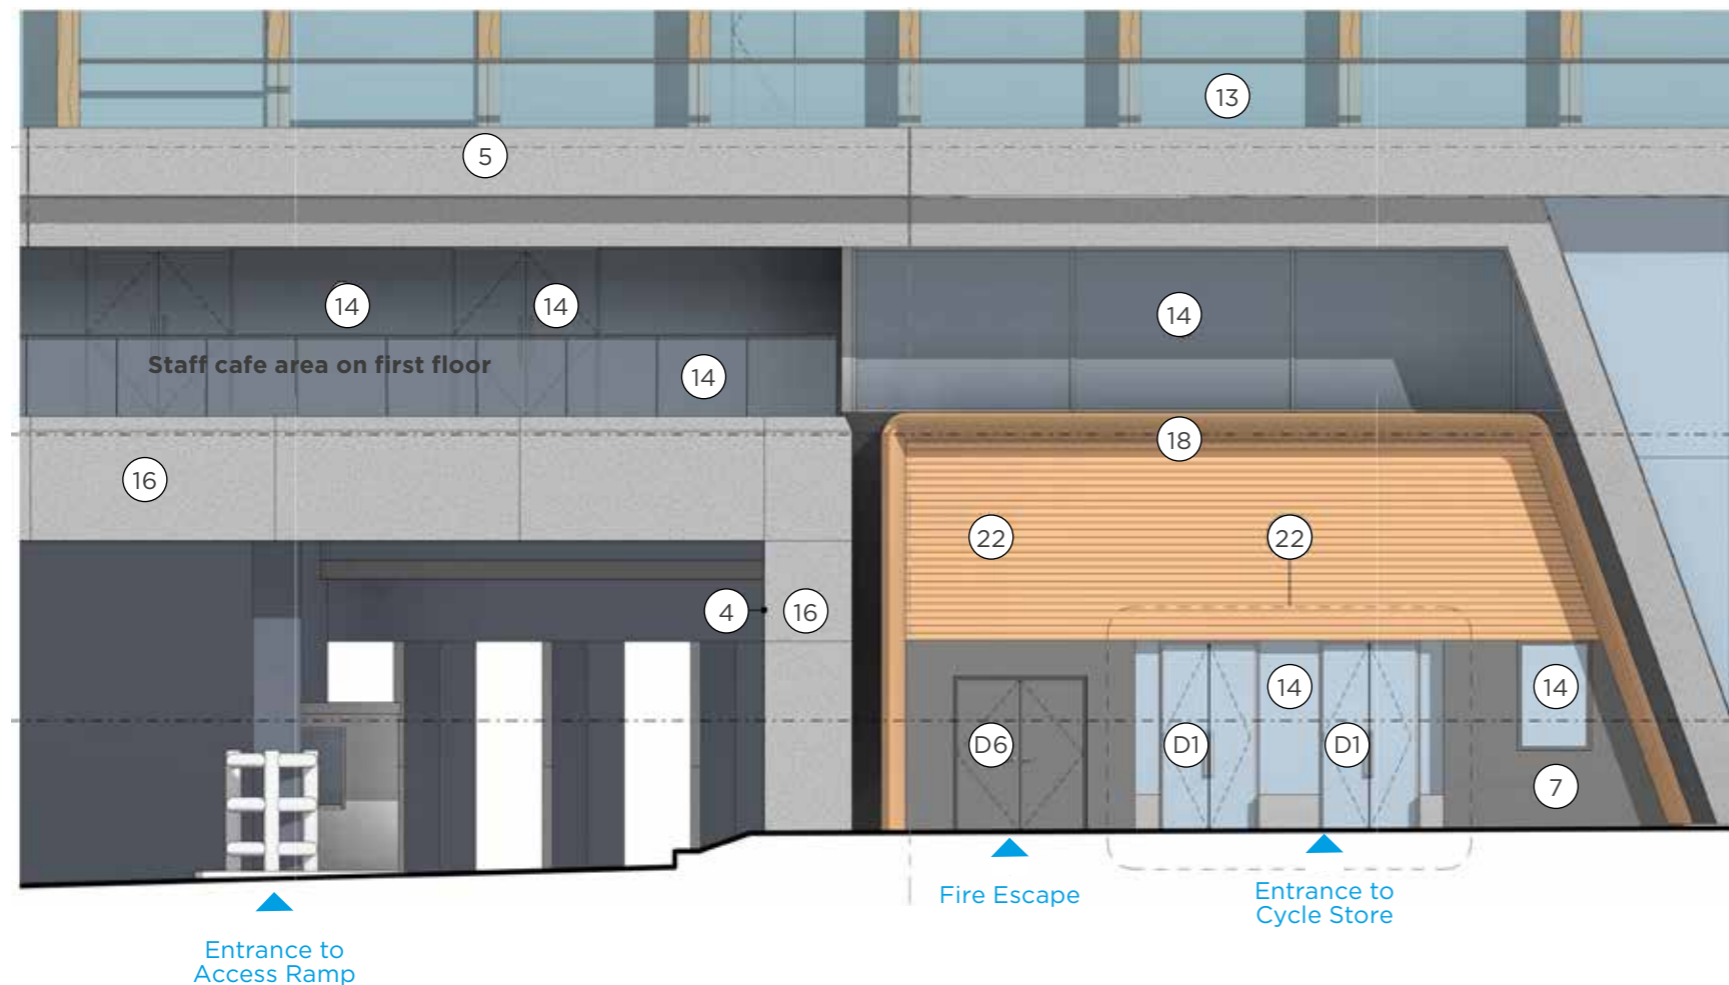 13
5
14
14
14
Staff cafe area on first floor
14
18
16
22
22
4
16
14
14
D6
D1
D1
7
Fire Escape
Entrance to
Cycle Store
Entrance to
Access Ramp